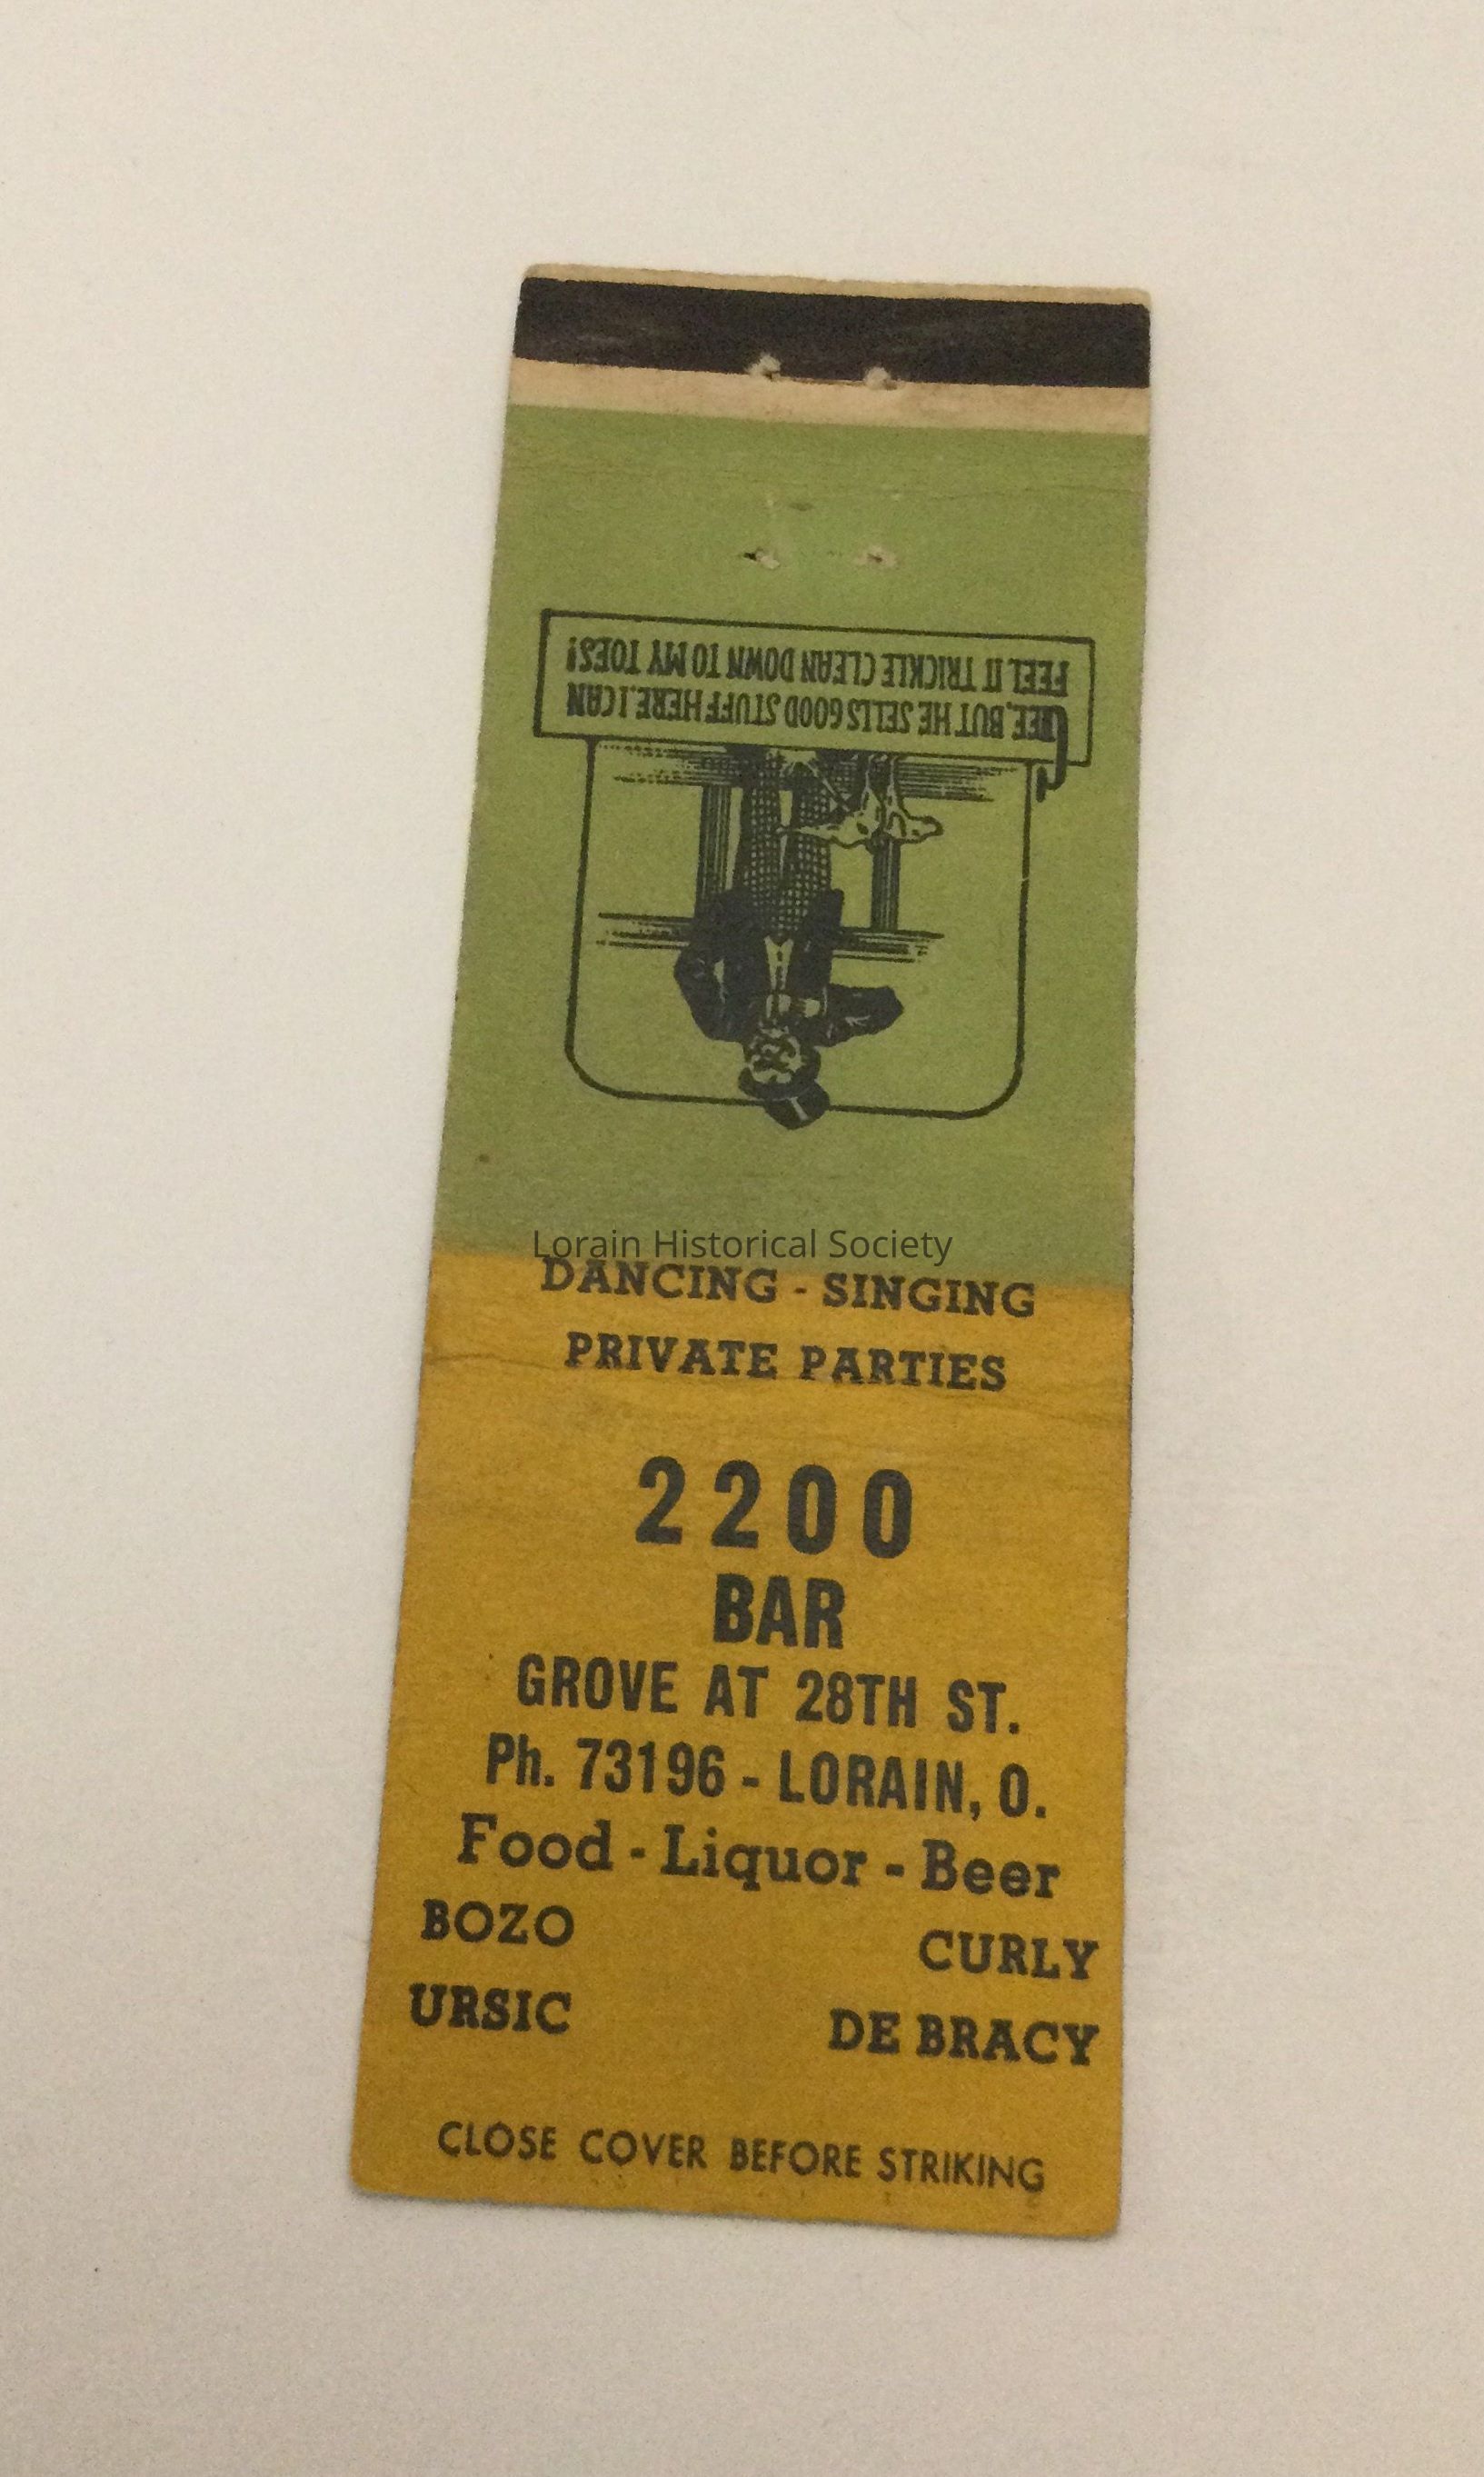 GEE, BUT HE SELLS GOOD STUFF HERE. I CAN
FEEL IT TRICKLE CLEAN DOWN TO MY TOES!
Lorain Historical Society
DANCING - SINGING
PRIVATE PARTIES
2200
BAR
GROVE AT 28TH ST.
Ph. 73196 - LORAIN, O.
Food - Liquor - Beer
BOZO CURLY
URSIC DE BRACY
CLOSE COVER BEFORE STRIKING